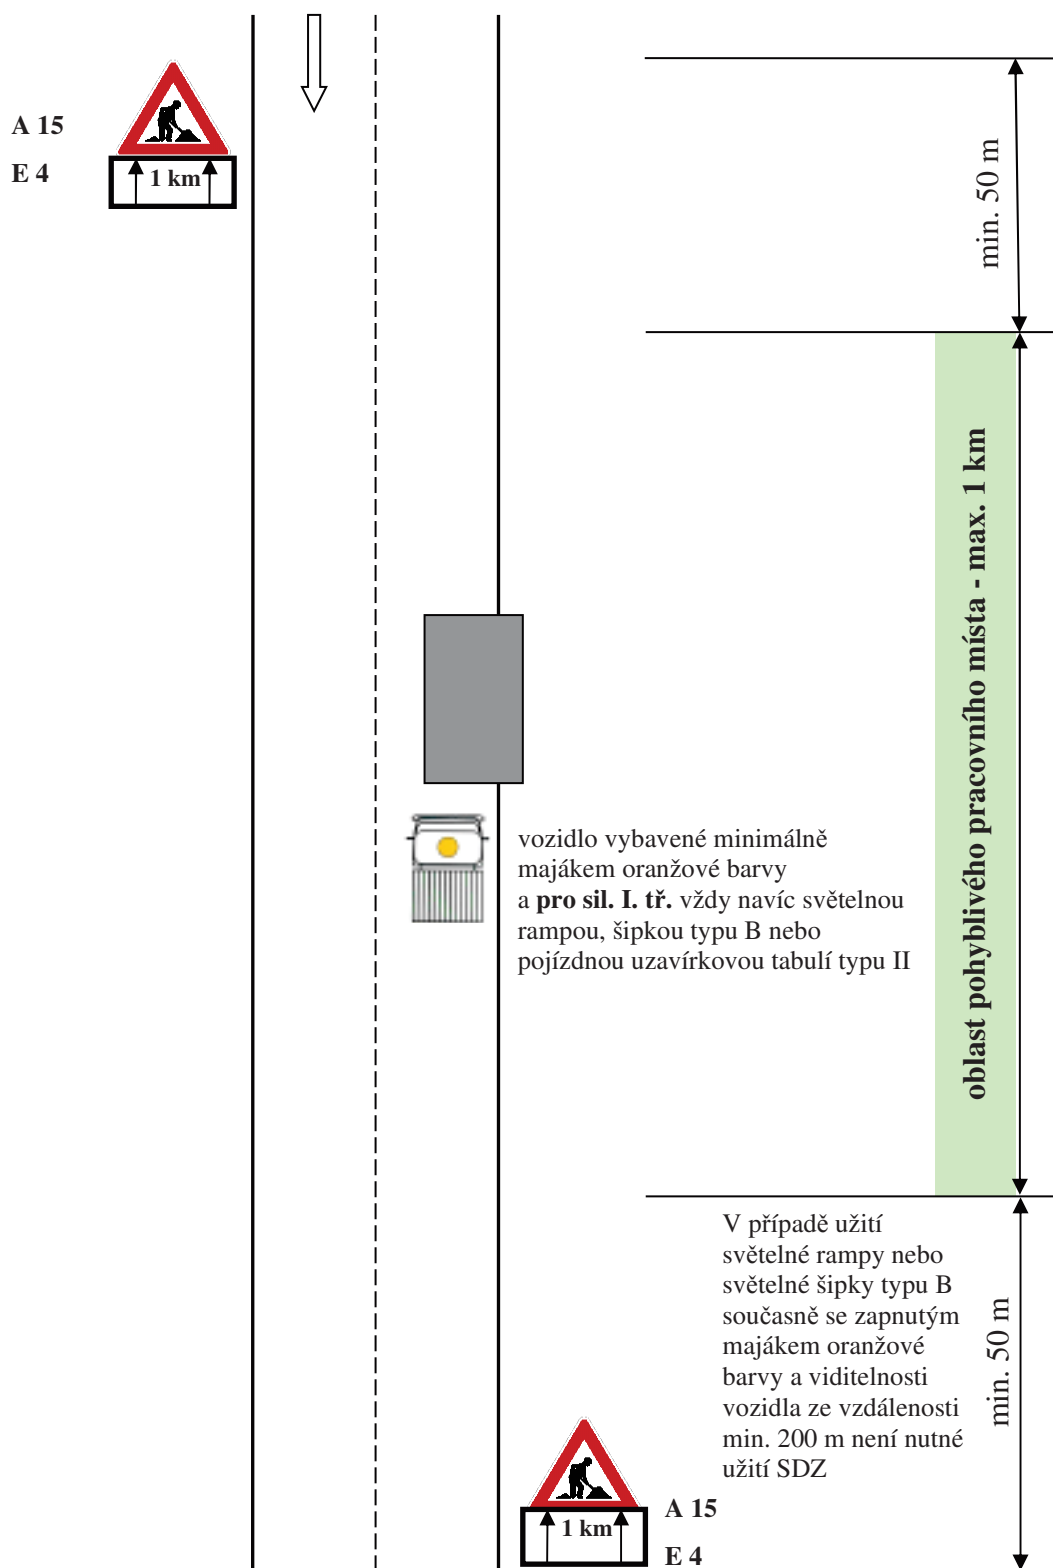 A 15
E 4
1 km
min. 50 m
oblast pohyblivého pracovního místa - max. 1 km
vozidlo vybavené minimálně
majákem oranžové barvy
a pro sil. I. tř. vždy navíc světelnou
rampou, šipkou typu B nebo
pojízdnou uzavírkovou tabulí typu II
V případě užití
světelné rampy nebo
světelné šipky typu B
současně se zapnutým
majákem oranžové
barvy a viditelnosti
vozidla ze vzdálenosti
min. 200 m není nutné
užití SDZ
min. 50 m
A 15
1 km
E 4